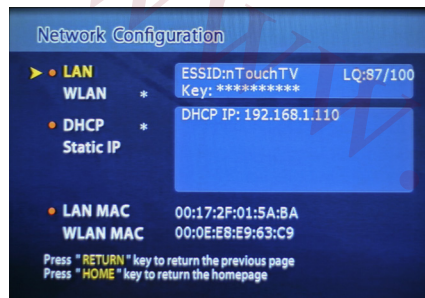 Network Configuration
LAN
ESSID:nTouchTV LQ:87/100
WLAN *
Key: **********
DHCP *
DHCP IP: 192.168.1.110
Static IP
LAN MAC 00:17:2F:01:5A:BA
WLAN MAC 00:0E:E8:E9:63:C9
Press "RETURN" key to return the previous page
Press "HOME" key to return the homepage